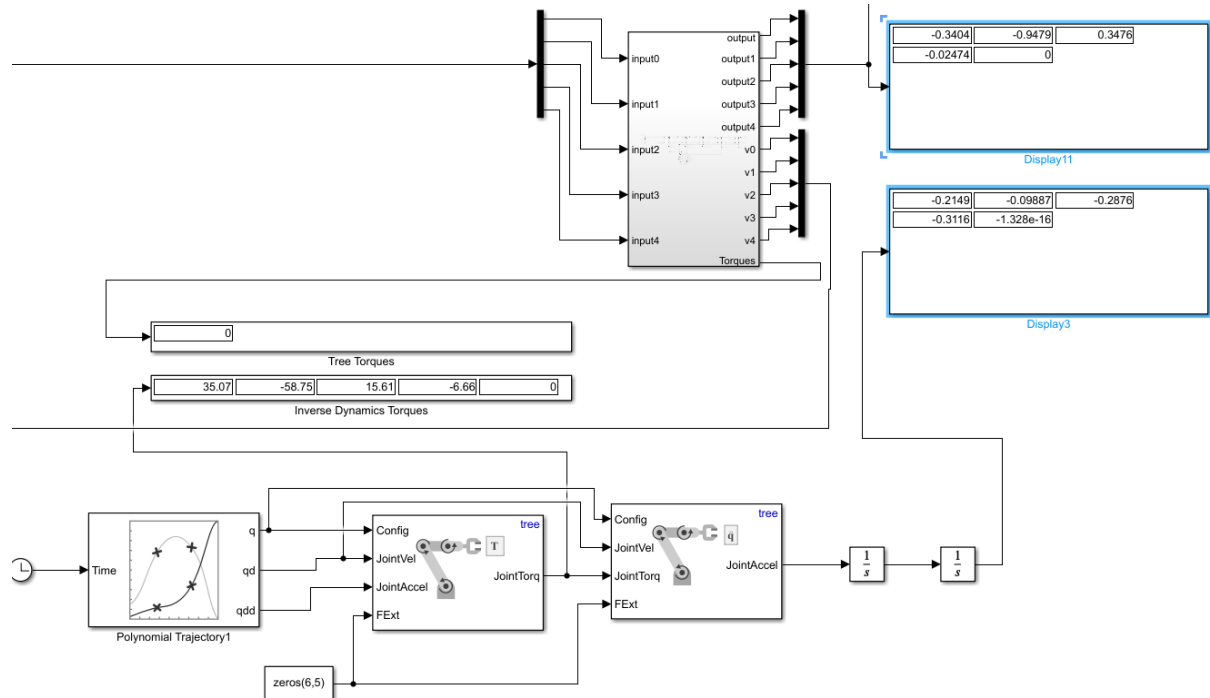 input0
input1
input2
input3
input4
output
output1
output2
output3
output4
v0
v1
v2
v3
v4
Torques
-0.3404 -0.9479 0.3476
-0.02474 0
Display11
-0.2149 -0.09887 -0.2876
-0.3116 -1.328e-16
Display3
0
Tree Torques
35.07 -58.75 15.61 -6.66 0
Inverse Dynamics Torques
Time
q
qd
qdd
Polynomial Trajectory1
tree
Config
JointVel
JointAccel
FExt
T
JointTorq
tree
Config
JointVel
JointTorq
FExt
q̈
JointAccel
1
s
1
s
zeros(6,5)